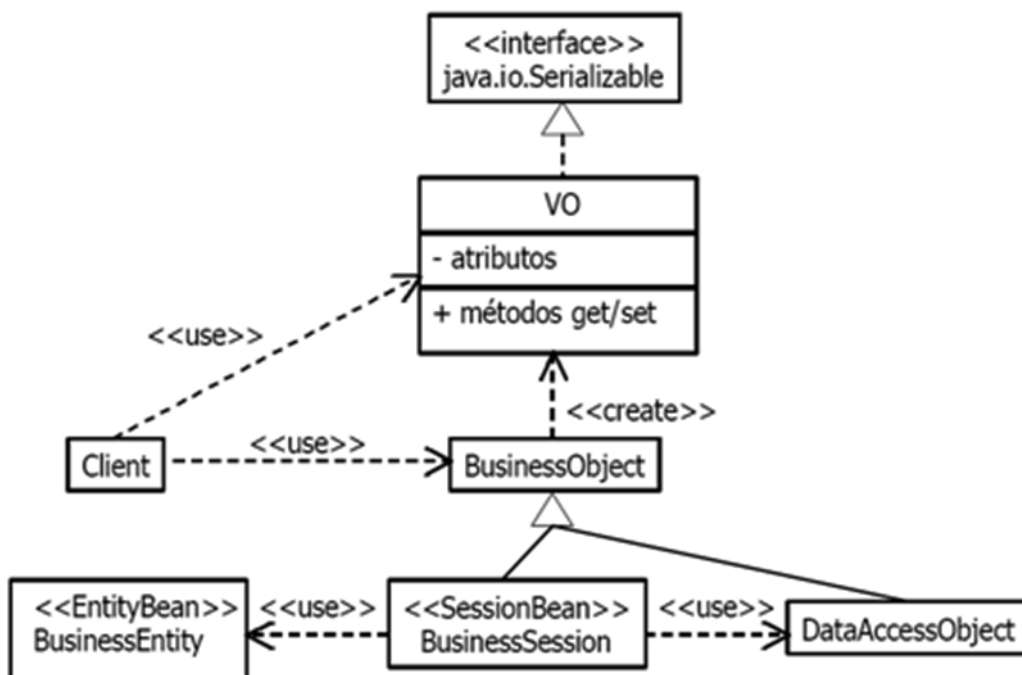 <<interface>>
java.io.Serializable
VO
- atributos
+ métodos get/set
<<use>>
<<create>>
<<use>>
Client
BusinessObject
<<EntityBean>>
BusinessEntity
<<use>>
<<SessionBean>>
BusinessSession
<<use>>
DataAccessObject